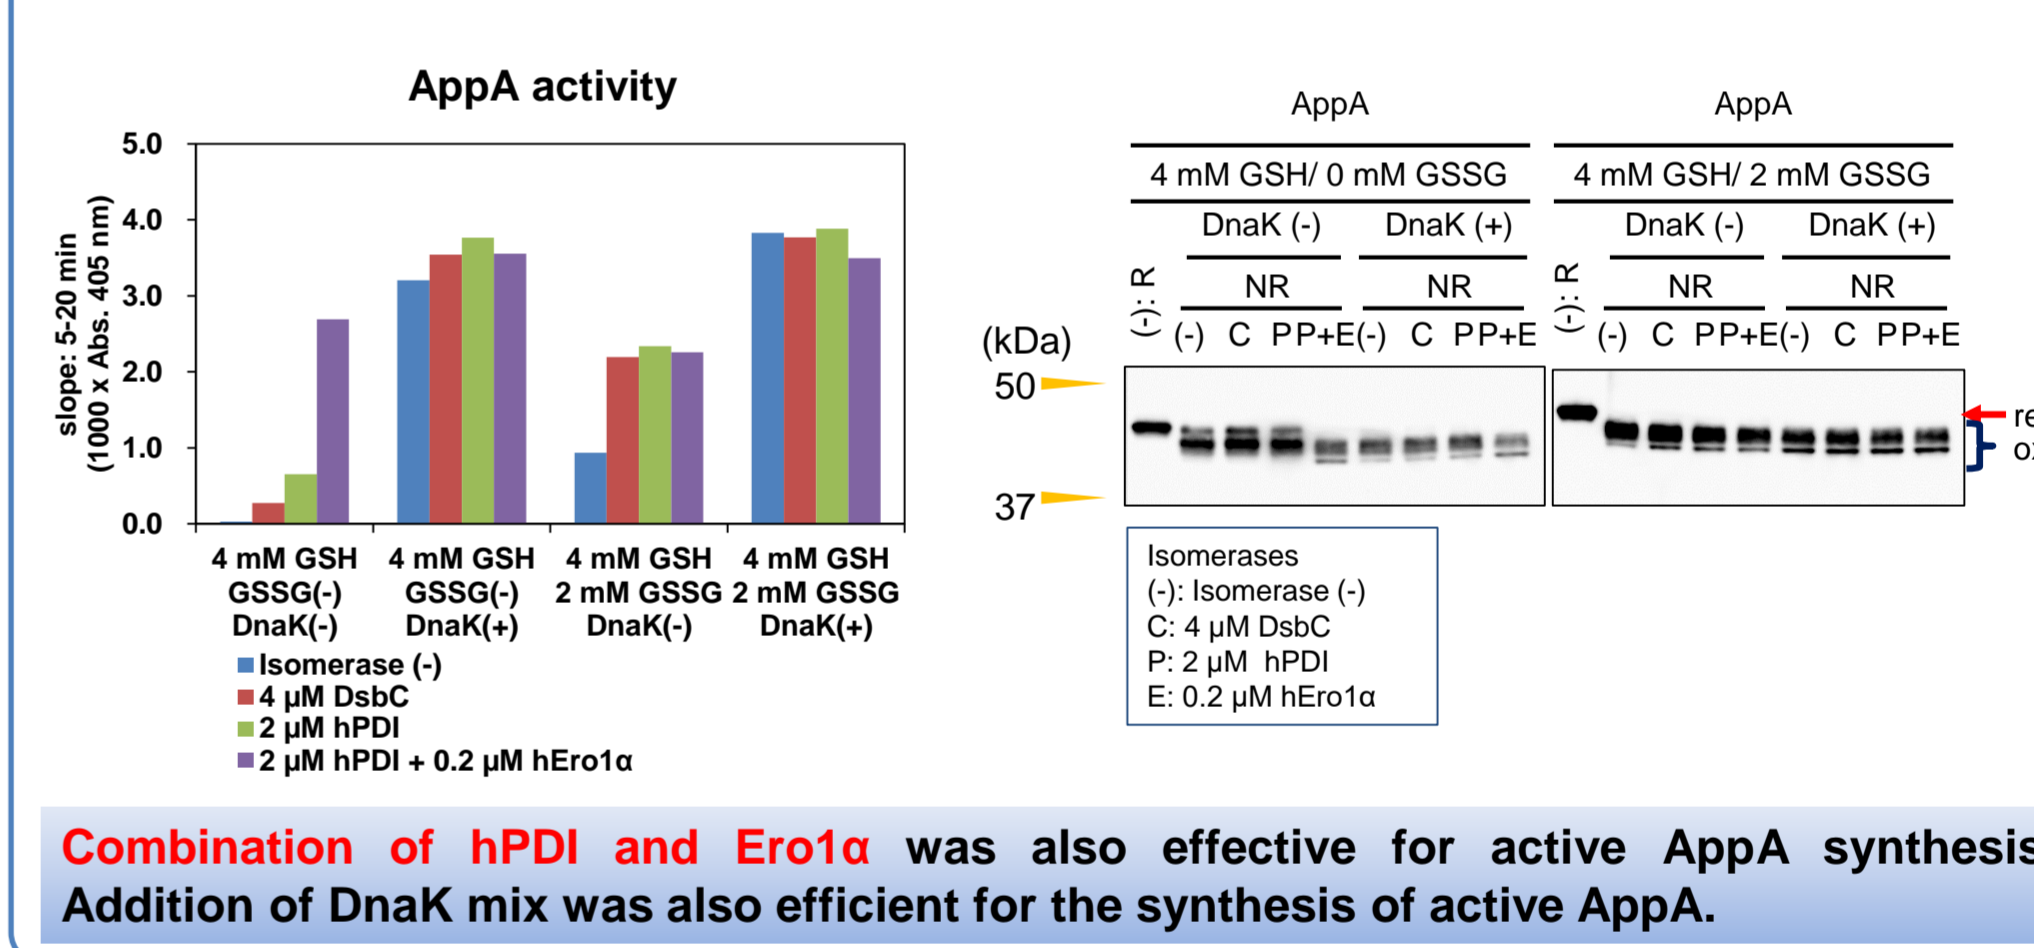 AppA activity
slope: 5-20 min
(1000 x Abs. 405 nm)
5.0
4.0
3.0
2.0
1.0
0.0
4 mM GSH
GSSG(-)
DnaK(-)
4 mM GSH
GSSG(-)
DnaK(+)
4 mM GSH
2 mM GSSG
DnaK(-)
4 mM GSH
2 mM GSSG
DnaK(+)
Isomerase (-)
4 µM DsbC
2 µM hPDI
2 µM hPDI + 0.2 µM hEro1α
AppA
4 mM GSH/ 0 mM GSSG
DnaK (-) DnaK (+)
NR NR
(-): R
(-) C P P+E (-) C P P+E
AppA
4 mM GSH/ 2 mM GSSG
DnaK (-) DnaK (+)
NR NR
(-): R
(-) C P P+E (-) C P P+E
(kDa)
50
37
re
ox
Isomerases
(-): Isomerase (-)
C: 4 µM DsbC
P: 2 µM hPDI
E: 0.2 µM hEro1α
Combination of hPDI and Ero1α was also effective for active AppA synthesis
Addition of DnaK mix was also efficient for the synthesis of active AppA.